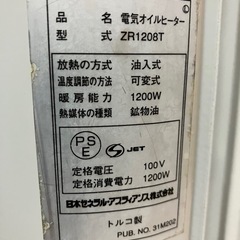 品名 電気オイルヒーター
型式 ZR1208T
放熱の方式 油入式
温度調節の方法 可変式
暖房能力 1200W
熱媒体の種類 鉱物油
PS
E
JET
定格電圧 100V
定格消費電力 1200W
日本ゼネラル・アプライアンス株式会社
トルコ製
PUB. NO. 31M202